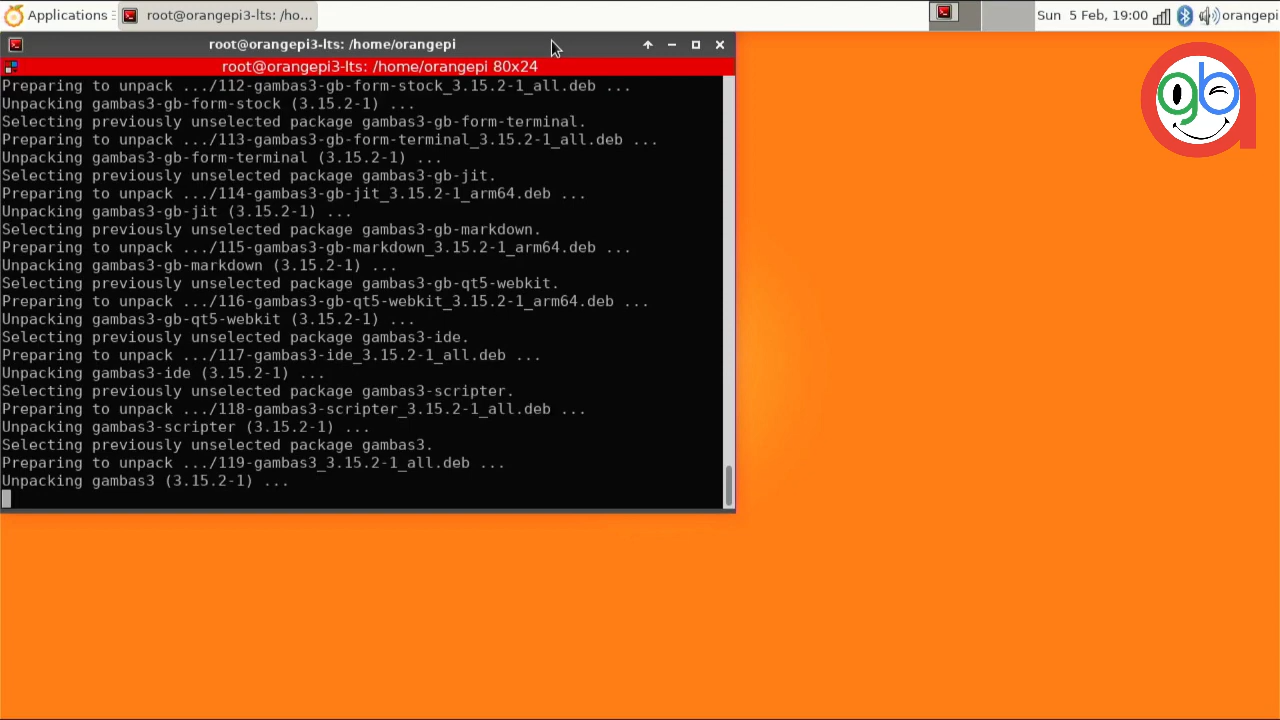 Applications
root@orangepi3-lts: /ho...
Sun 5 Feb, 19:00
orangepi
root@orangepi3-lts: /home/orangepi
root@orangepi3-lts: /home/orangepi 80x24
Preparing to unpack .../112-gambas3-gb-form-stock_3.15.2-1_all.deb ...
Unpacking gambas3-gb-form-stock (3.15.2-1) ...
Selecting previously unselected package gambas3-gb-form-terminal.
Preparing to unpack .../113-gambas3-gb-form-terminal_3.15.2-1_all.deb ...
Unpacking gambas3-gb-form-terminal (3.15.2-1) ...
Selecting previously unselected package gambas3-gb-jit.
Preparing to unpack .../114-gambas3-gb-jit_3.15.2-1_arm64.deb ...
Unpacking gambas3-gb-jit (3.15.2-1) ...
Selecting previously unselected package gambas3-gb-markdown.
Preparing to unpack .../115-gambas3-gb-markdown_3.15.2-1_arm64.deb ...
Unpacking gambas3-gb-markdown (3.15.2-1) ...
Selecting previously unselected package gambas3-gb-qt5-webkit.
Preparing to unpack .../116-gambas3-gb-qt5-webkit_3.15.2-1_arm64.deb ...
Unpacking gambas3-gb-qt5-webkit (3.15.2-1) ...
Selecting previously unselected package gambas3-ide.
Preparing to unpack .../117-gambas3-ide_3.15.2-1_all.deb ...
Unpacking gambas3-ide (3.15.2-1) ...
Selecting previously unselected package gambas3-scripter.
Preparing to unpack .../118-gambas3-scripter_3.15.2-1_all.deb ...
Unpacking gambas3-scripter (3.15.2-1) ...
Selecting previously unselected package gambas3.
Preparing to unpack .../119-gambas3_3.15.2-1_all.deb ...
Unpacking gambas3 (3.15.2-1) ...
gb